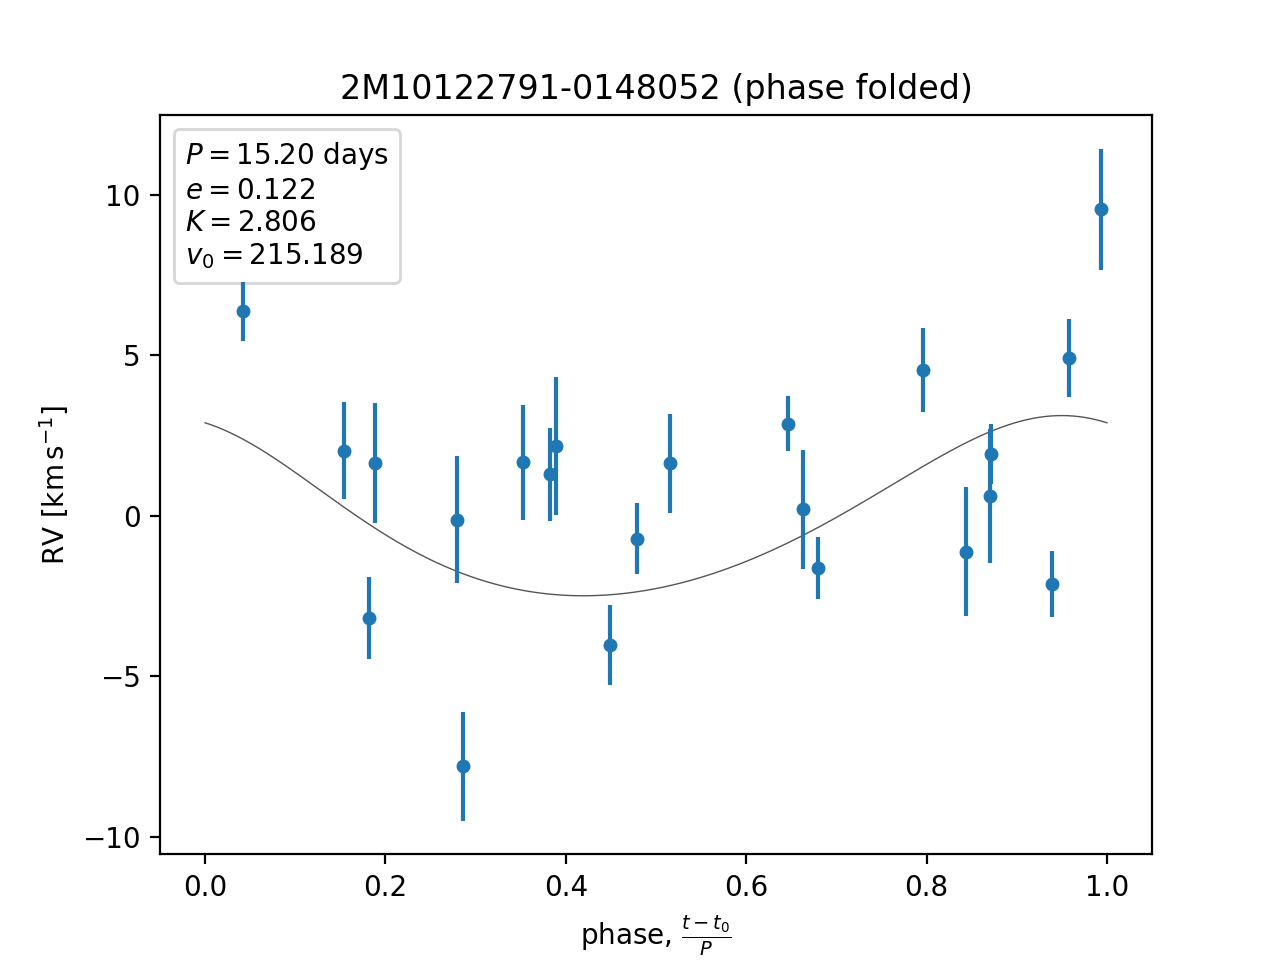 2M10122791-0148052 (phase folded)
P = 15.20 days
e = 0.122
K = 2.806
v₀ = 215.189
10
5
0
−5
−10
RV [km s⁻¹]
0.0 0.2 0.4 0.6 0.8 1.0
phase, (t − t₀)/P